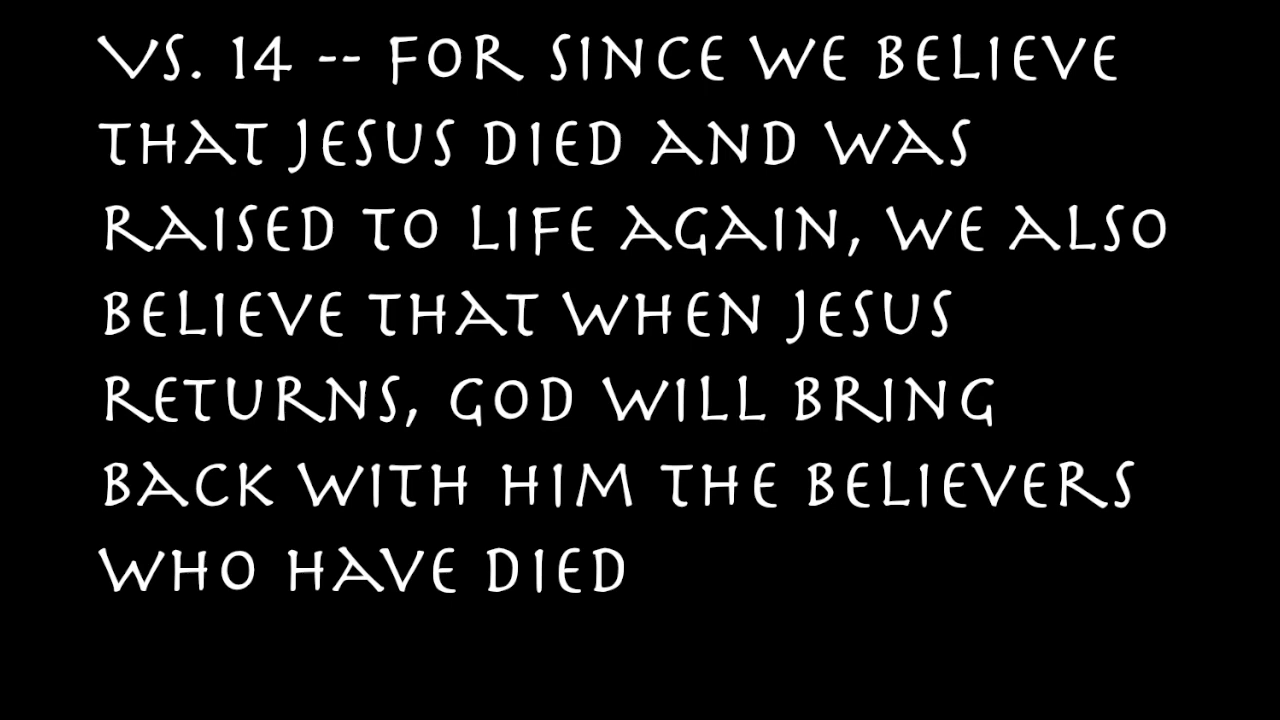 Vs. 14 -- For since we believe
that Jesus died and was
raised to life again, we also
believe that when Jesus
returns, God will bring
back with him the believers
who have died